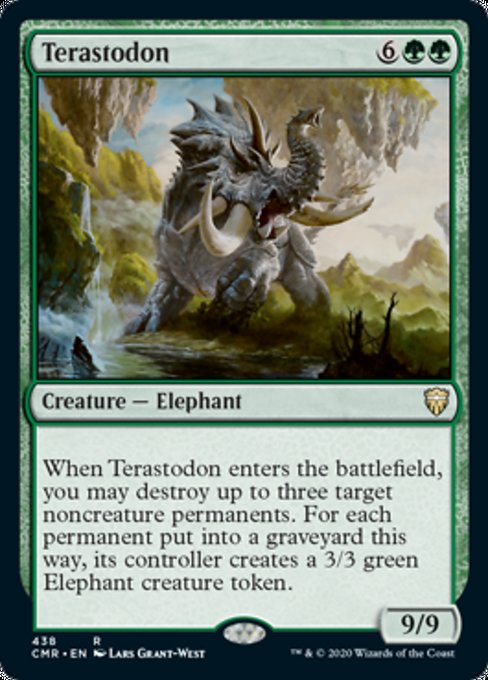 Terastodon 6
Creature — Elephant
When Terastodon enters the battlefield,
you may destroy up to three target
noncreature permanents. For each
permanent put into a graveyard this
way, its controller creates a 3/3 green
Elephant creature token.
9/9
438 R
CMR • EN Lars Grant-West
™ & © 2020 Wizards of the Coast